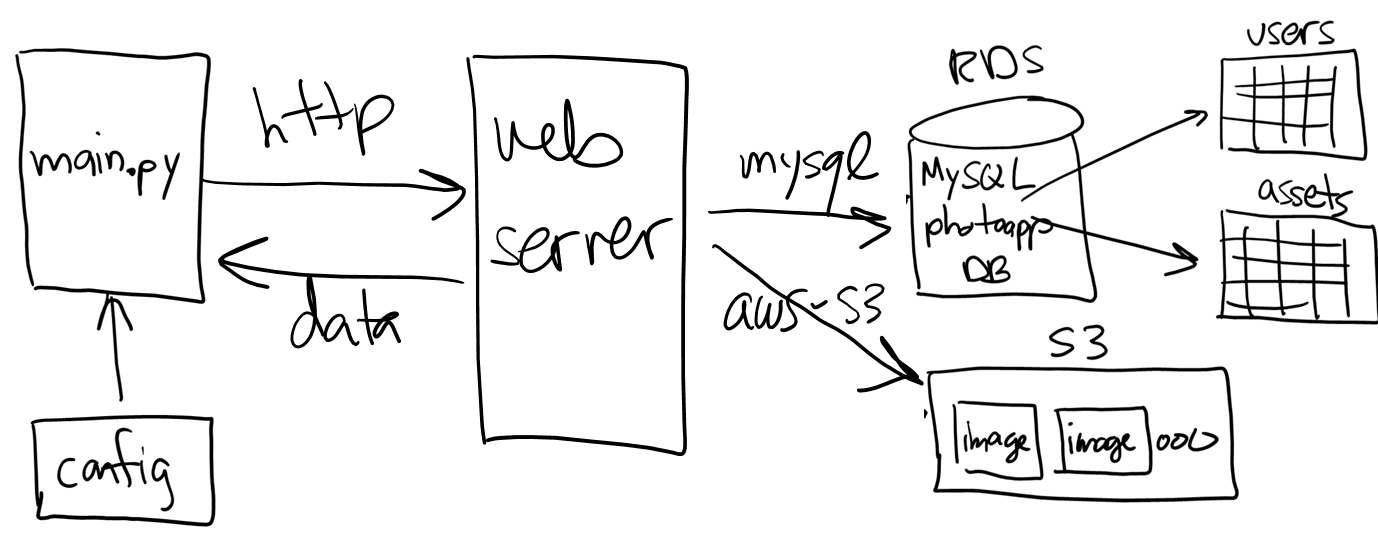 main.py
config
http
data
web
server
mysql
aws-S3
RDS
MySQL
photoapp
DB
users
assets
S3
image
image